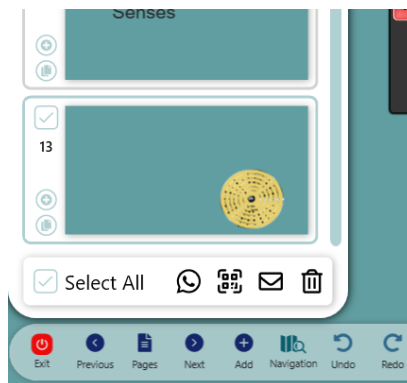 Senses
13
Select All
Exit Previous Pages Next Add Navigation Undo Redo